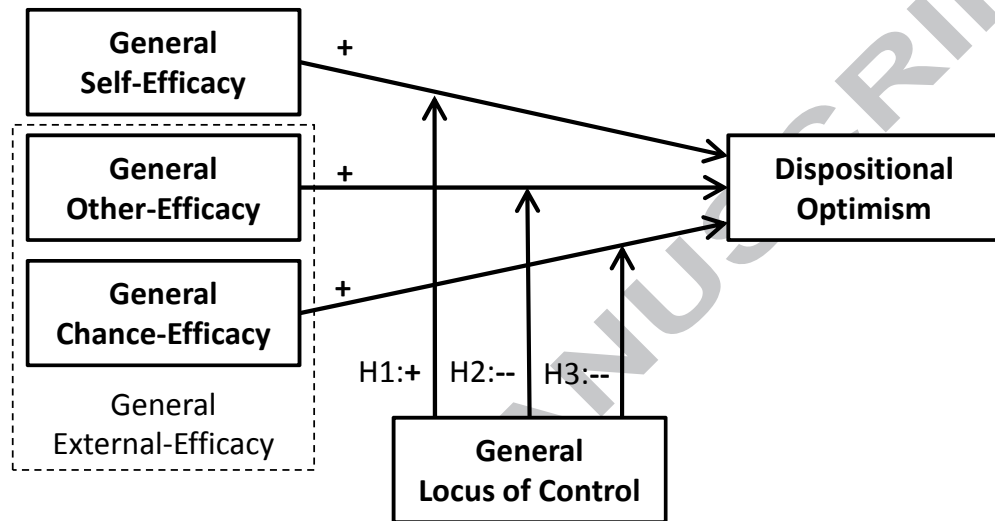 General
Self-Efficacy
+
General
Other-Efficacy
+
General
Chance-Efficacy
+
General
External-Efficacy
Dispositional
Optimism
H1:+
H2:--
H3:--
General
Locus of Control
ANUSCRI